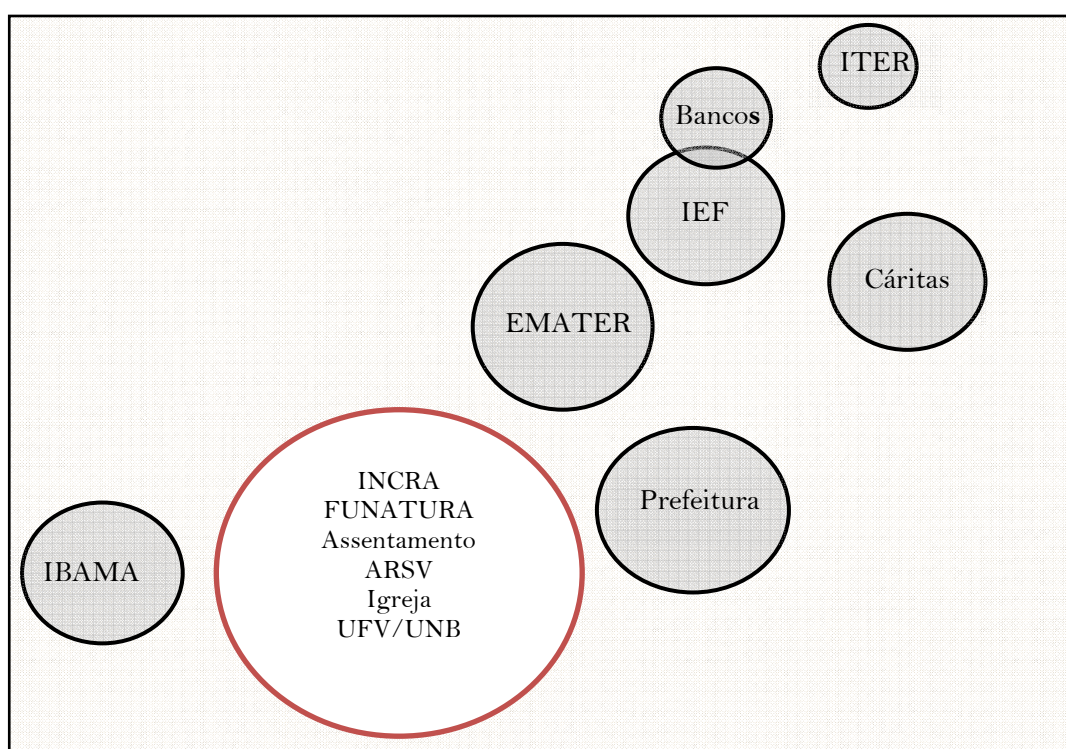 ITER
Bancos
IEF
Cáritas
EMATER
INCRA
FUNATURA
Assentamento
ARSV
Igreja
UFV/UNB
Prefeitura
IBAMA